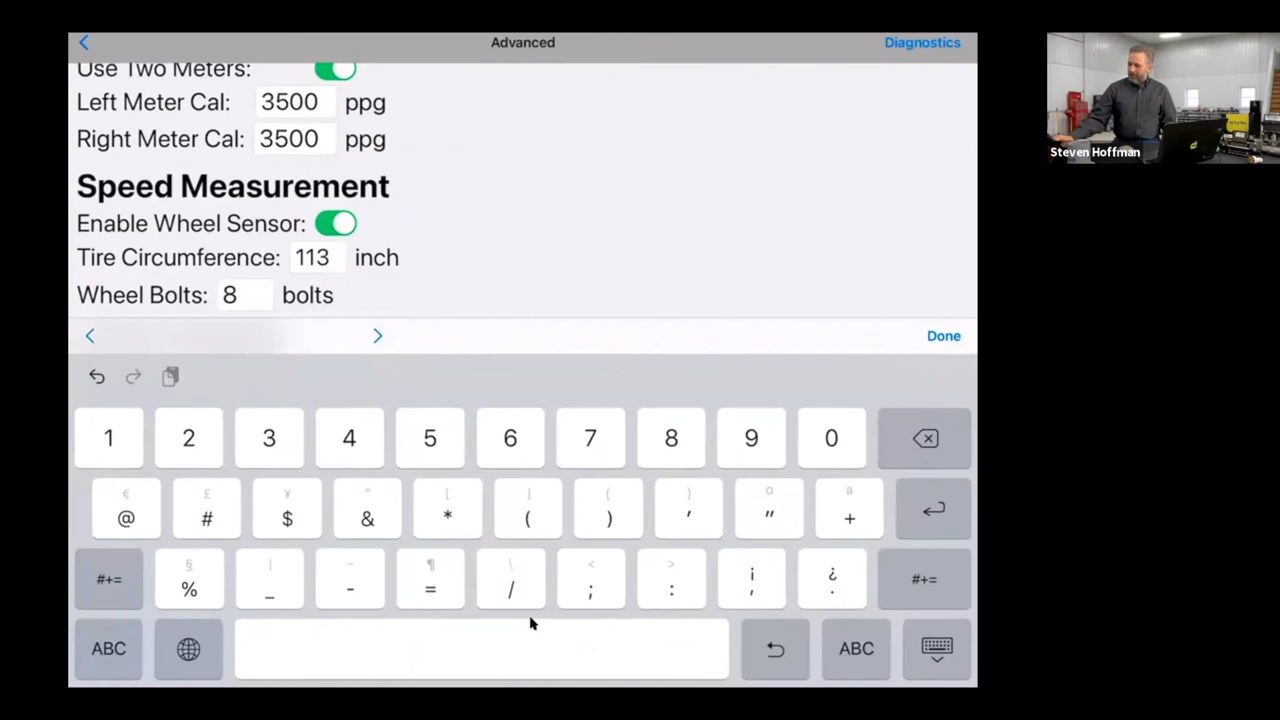 Advanced
Diagnostics
Use Two Meters:
Left Meter Cal: 3500 ppg
Right Meter Cal: 3500 ppg
Speed Measurement
Enable Wheel Sensor:
Tire Circumference: 113 inch
Wheel Bolts: 8 bolts
Done
1 2 3 4 5 6 7 8 9 0
€ £ ¥ ^ [ ] { } º ª
@ # $ & * ( ) ' " +
§ | ~ ¶ \ < > ¡ ¿
#+= % _ - = / ; : , . #+=
ABC ABC
Steven Hoffman